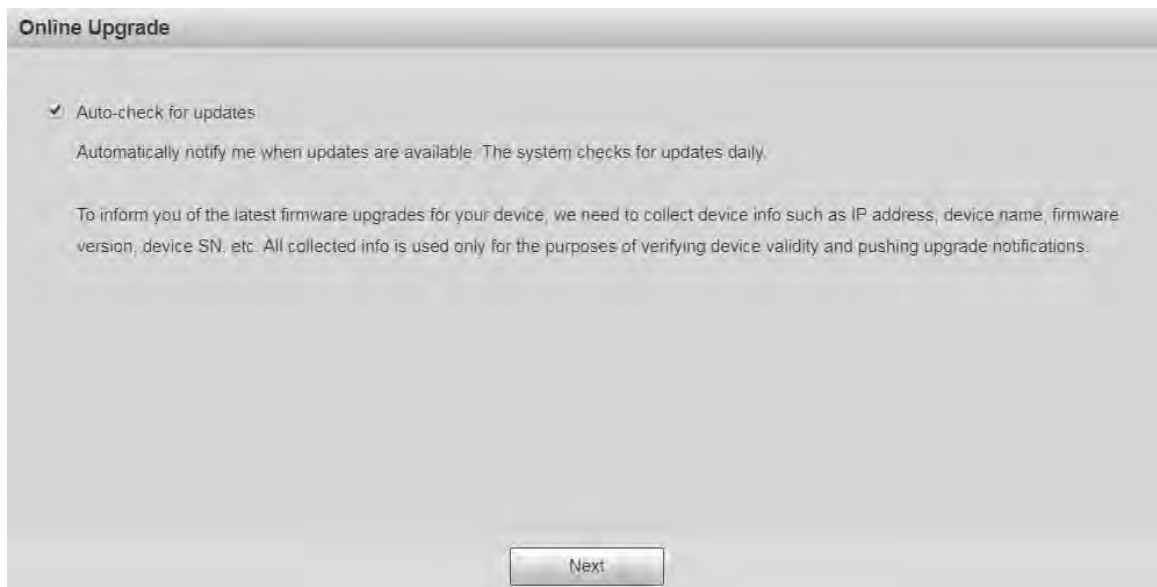 Online Upgrade
Auto-check for updates
Automatically notify me when updates are available. The system checks for updates daily.
To inform you of the latest firmware upgrades for your device, we need to collect device info such as IP address, device name, firmware
version, device SN, etc. All collected info is used only for the purposes of verifying device validity and pushing upgrade notifications.
Next